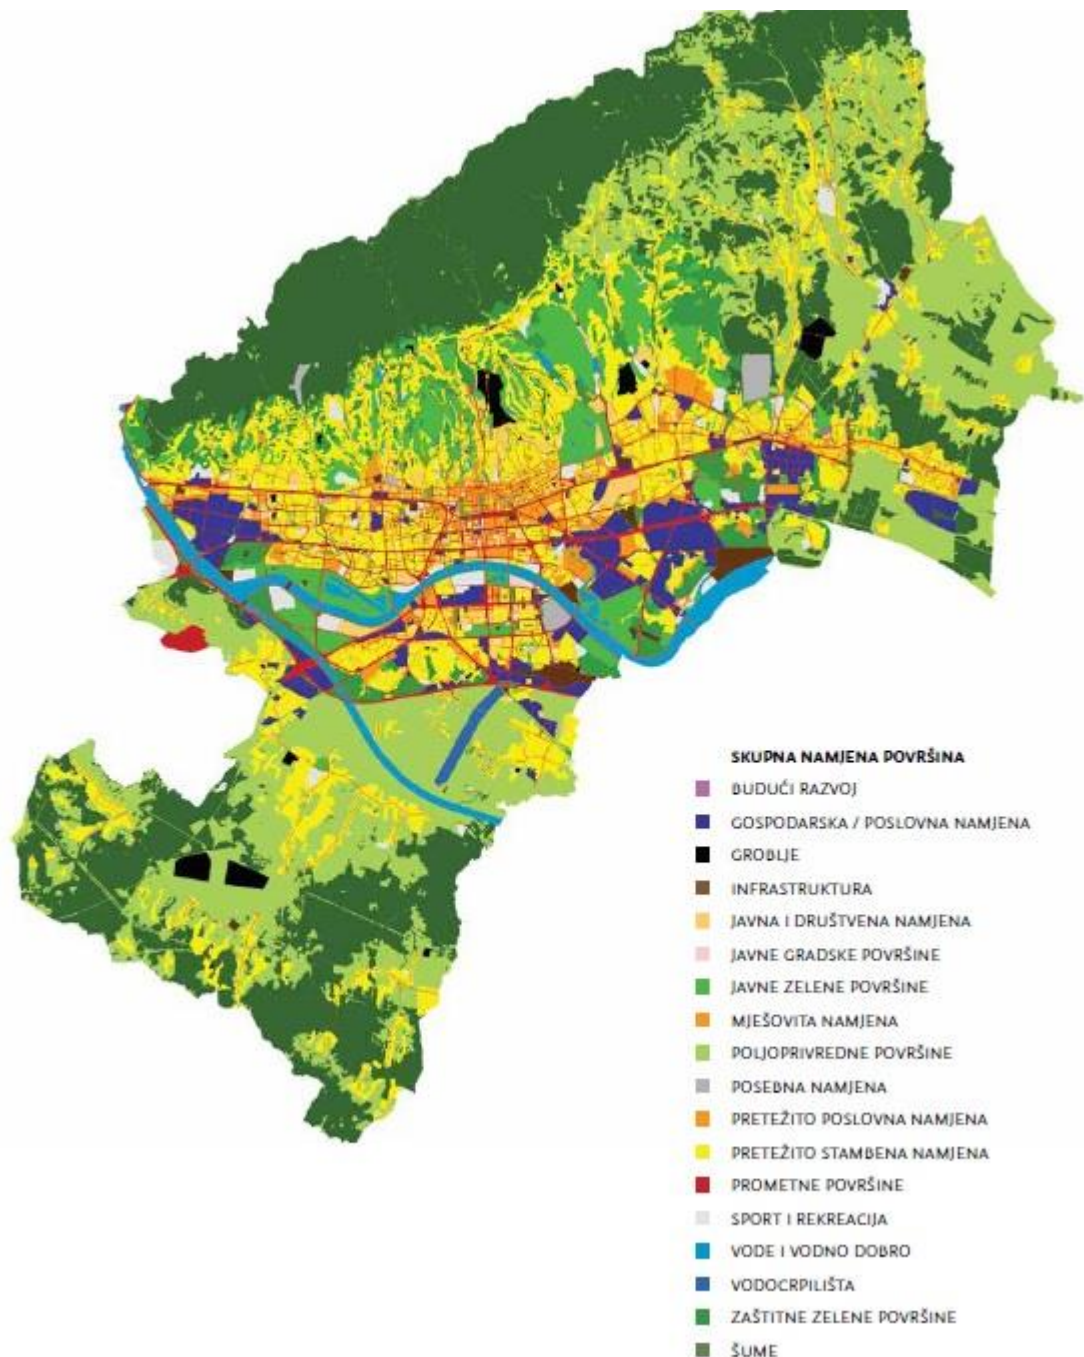 SKUPNA NAMJENA POVRŠINA
BUDUĆI RAZVOJ
GOSPODARSKA / POSLOVNA NAMJENA
GROBLJE
INFRASTRUKTURA
JAVNA I DRUŠTVENA NAMJENA
JAVNE GRADSKE POVRŠINE
JAVNE ZELENE POVRŠINE
MJEŠOVITA NAMJENA
POLJOPRIVREDNE POVRŠINE
POSEBNA NAMJENA
PRETEŽITO POSLOVNA NAMJENA
PRETEŽITO STAMBENA NAMJENA
PROMETNE POVRŠINE
SPORT I REKREACIJA
VODE I VODNO DOBRO
VODOCRPILIŠTA
ZAŠTITNE ZELENE POVRŠINE
ŠUME